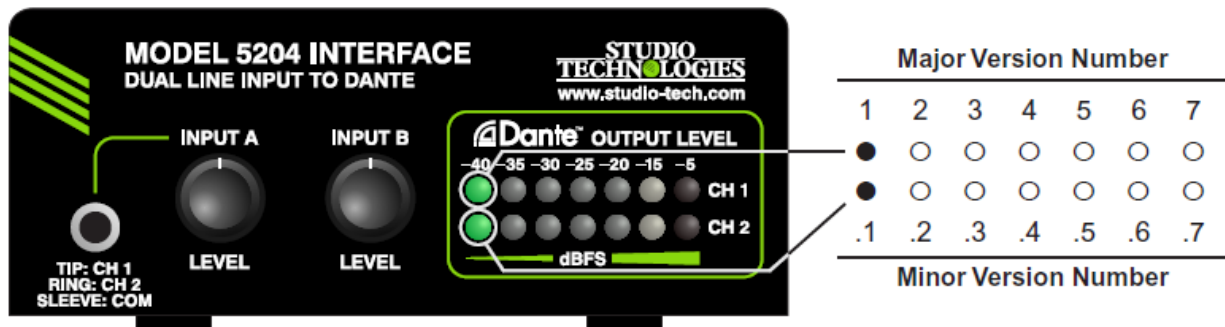 MODEL 5204 INTERFACE
DUAL LINE INPUT TO DANTE
STUDIO
TECHNOLOGIES
www.studio-tech.com
INPUT A
INPUT B
LEVEL
LEVEL
TIP: CH 1
RING: CH 2
SLEEVE: COM
Dante™ OUTPUT LEVEL
–40 –35 –30 –25 –20 –15 –5
CH 1
CH 2
dBFS
Major Version Number
1 2 3 4 5 6 7
.1 .2 .3 .4 .5 .6 .7
Minor Version Number